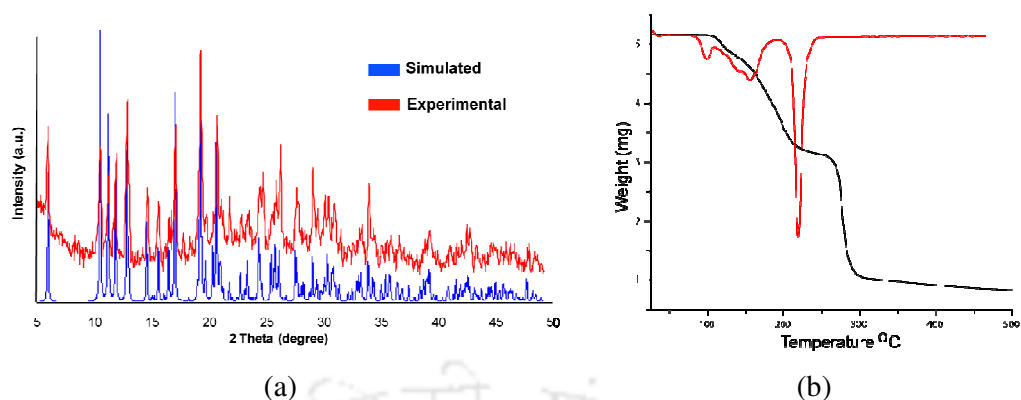 Intensity (a.u.)
Simulated
Experimental
5 10 15 20 25 30 35 40 45 50
2 Theta (degree)
Weight (mg)
5
4
3
2
1
100 200 300 400 500
Temperature ᴼC
(a) (b)